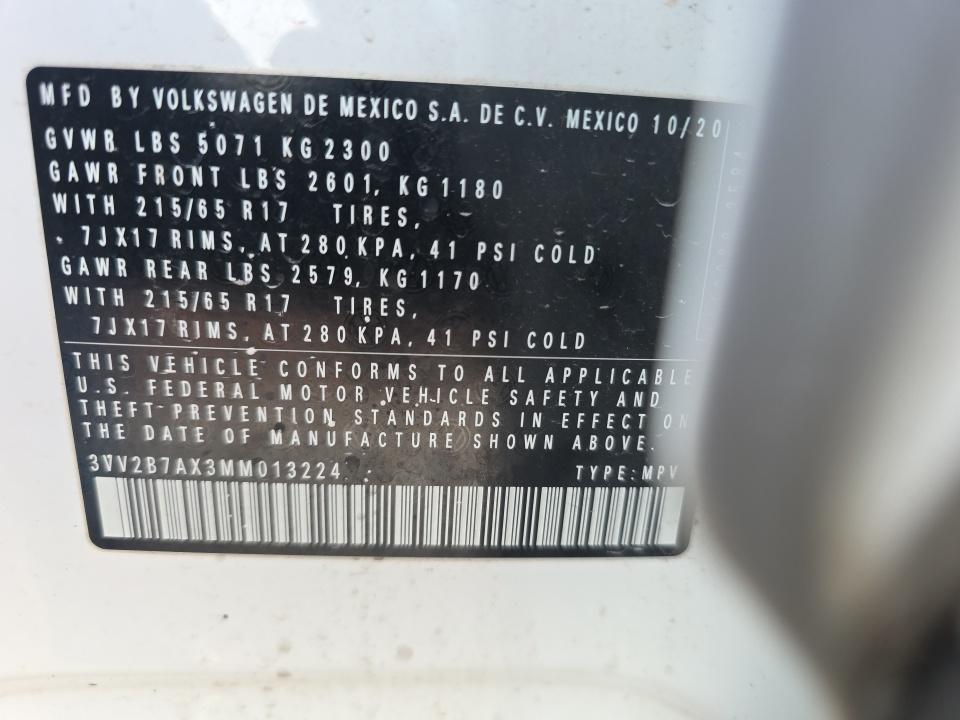 MFD BY VOLKSWAGEN DE MEXICO S.A. DE C.V. MEXICO 10/20
GVWR LBS 5071 KG 2300
GAWR FRONT LBS 2601, KG 1180
WITH 215/65 R17 TIRES,
7JX17 RIMS, AT 280 KPA, 41 PSI COLD
GAWR REAR LBS 2579, KG 1170
WITH 215/65 R17 TIRES,
7JX17 RIMS, AT 280 KPA, 41 PSI COLD
THIS VEHICLE CONFORMS TO ALL APPLICABLE
U.S. FEDERAL MOTOR VEHICLE SAFETY AND
THEFT PREVENTION STANDARDS IN EFFECT ON
THE DATE OF MANUFACTURE SHOWN ABOVE.
3VV2B7AX3MM013224 TYPE: MPV